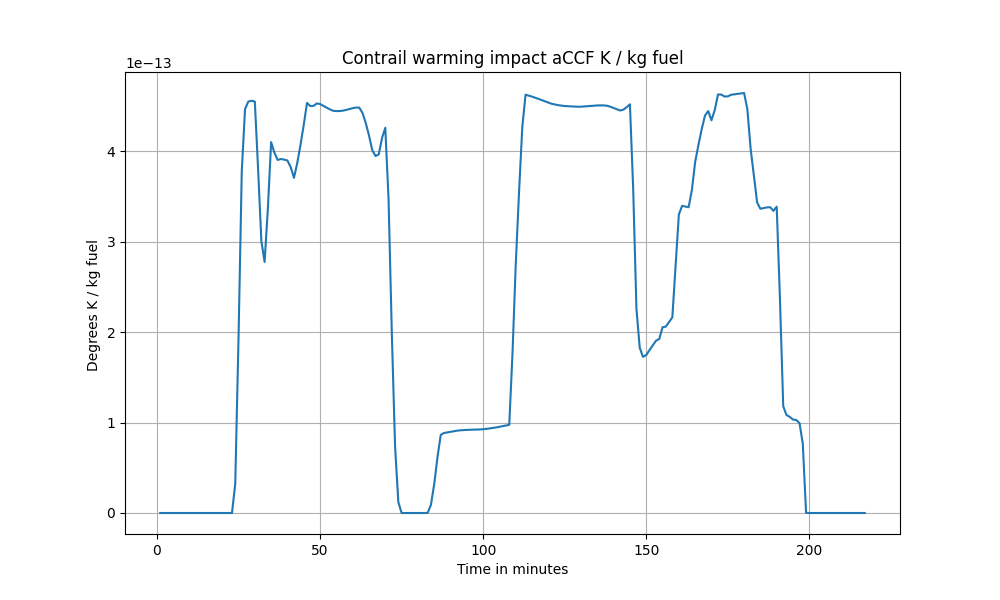 Contrail warming impact aCCF K / kg fuel
1e−13
Degrees K / kg fuel
4
3
2
1
0
0 50 100 150 200
Time in minutes